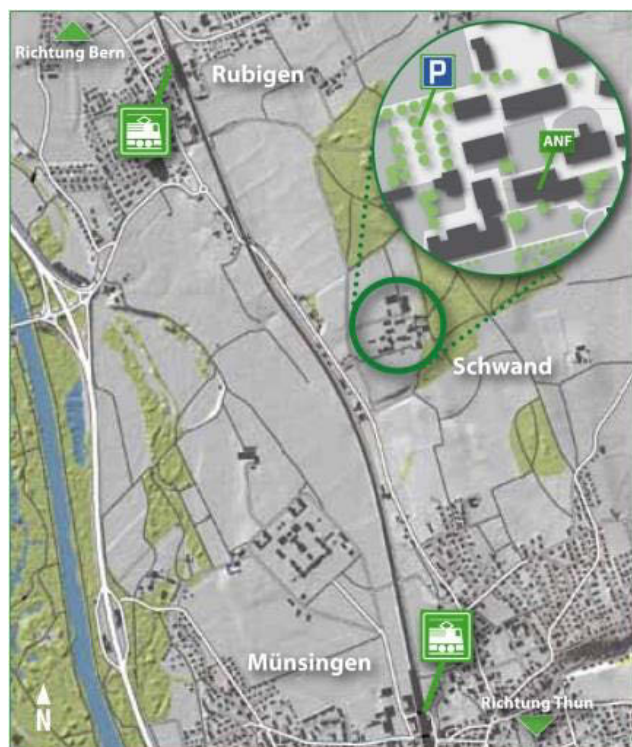 Richtung Bern
Rubigen
P
ANF
Schwand
Münsingen
Richtung Thun
N